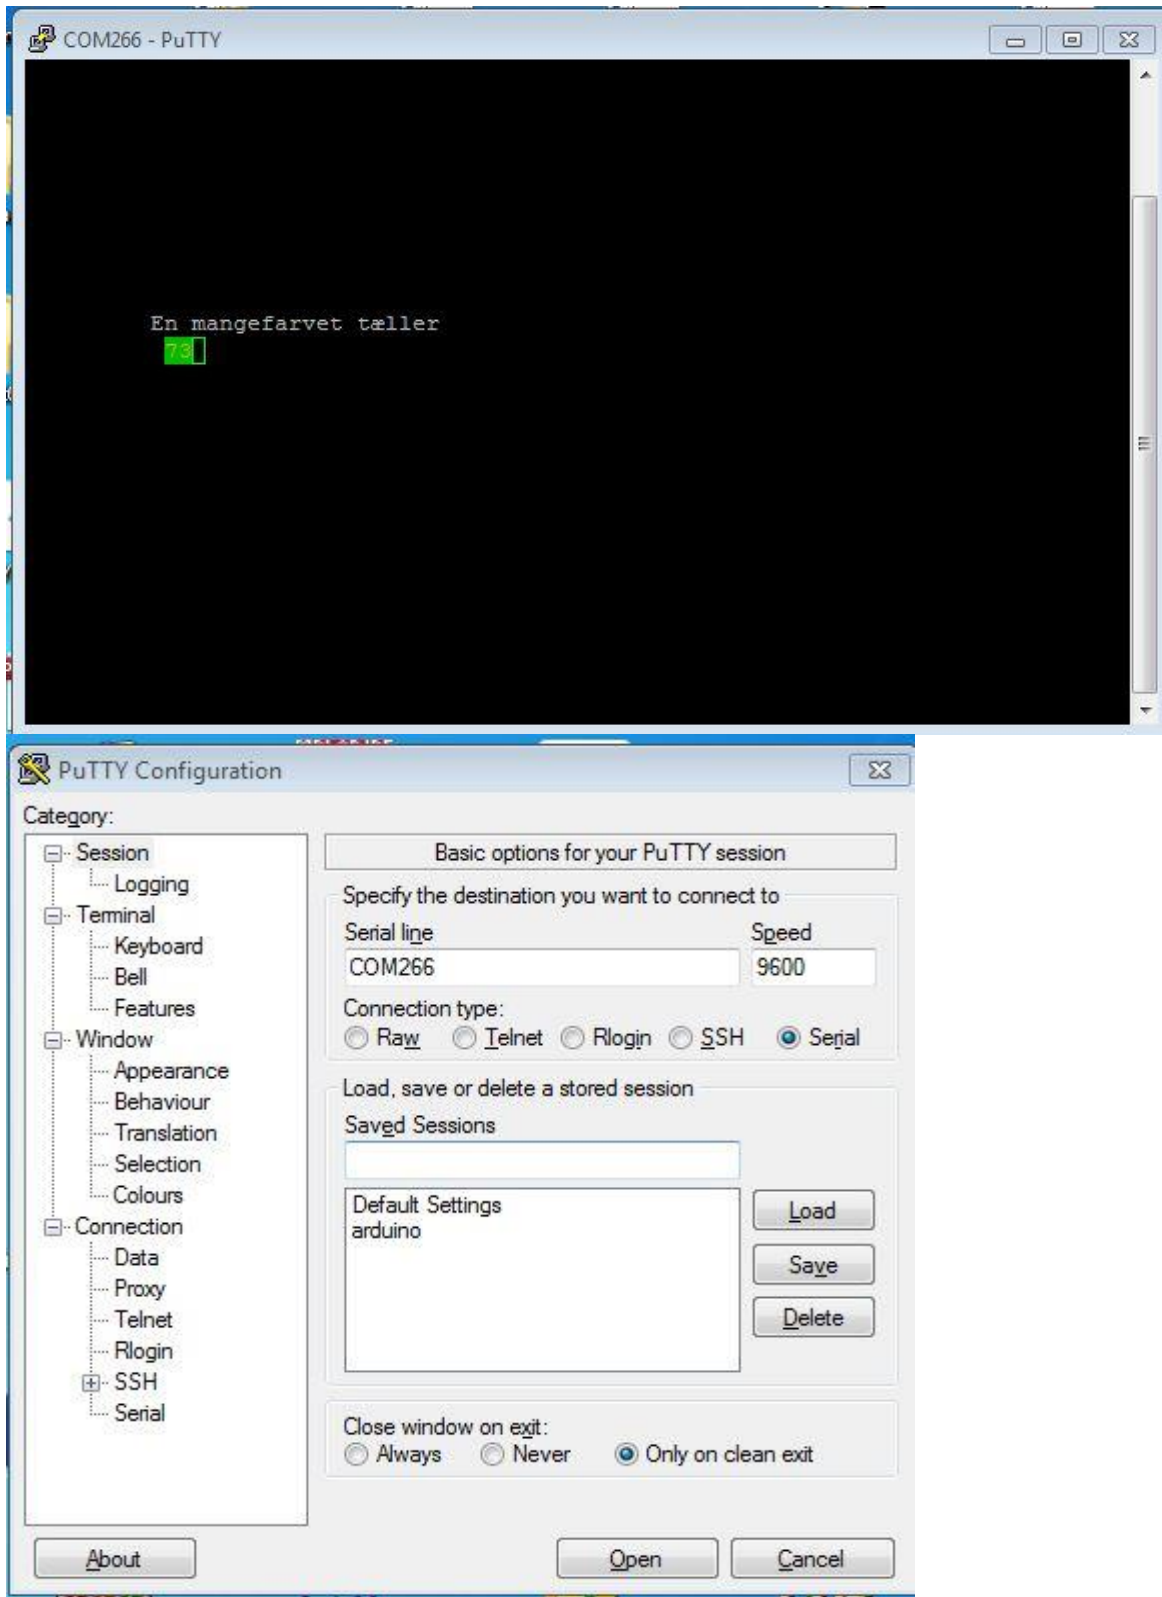 COM266 - PuTTY
En mangefarvet tæller
73
PuTTY Configuration
Category:
Session
Logging
Terminal
Keyboard
Bell
Features
Window
Appearance
Behaviour
Translation
Selection
Colours
Connection
Data
Proxy
Telnet
Rlogin
SSH
Serial
Basic options for your PuTTY session
Specify the destination you want to connect to
Serial line Speed
COM266 9600
Connection type:
Raw Telnet Rlogin SSH Serial
Load, save or delete a stored session
Saved Sessions
Default Settings
arduino
Load
Save
Delete
Close window on exit:
Always Never Only on clean exit
About Open Cancel